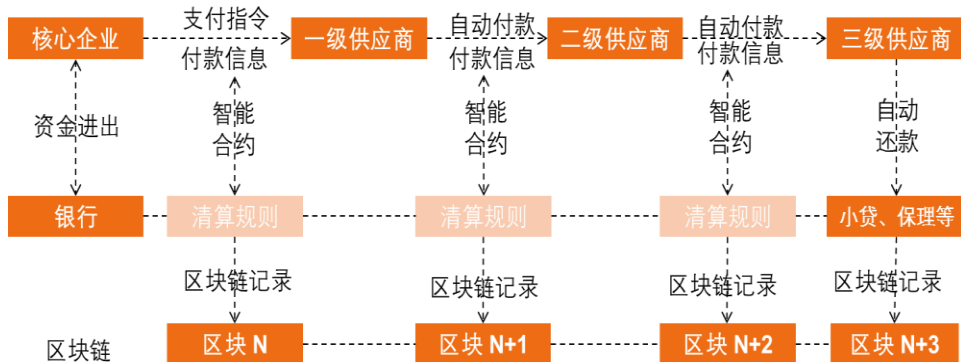 支付指令
自动付款
自动付款
核心企业
一级供应商
二级供应商
三级供应商
付款信息
付款信息
付款信息
资金进出
智能
合约
智能
合约
智能
合约
自动
还款
银行
清算规则
清算规则
清算规则
小贷、保理等
区块链记录
区块链记录
区块链记录
区块链记录
区块链
区块 N
区块 N+1
区块 N+2
区块 N+3